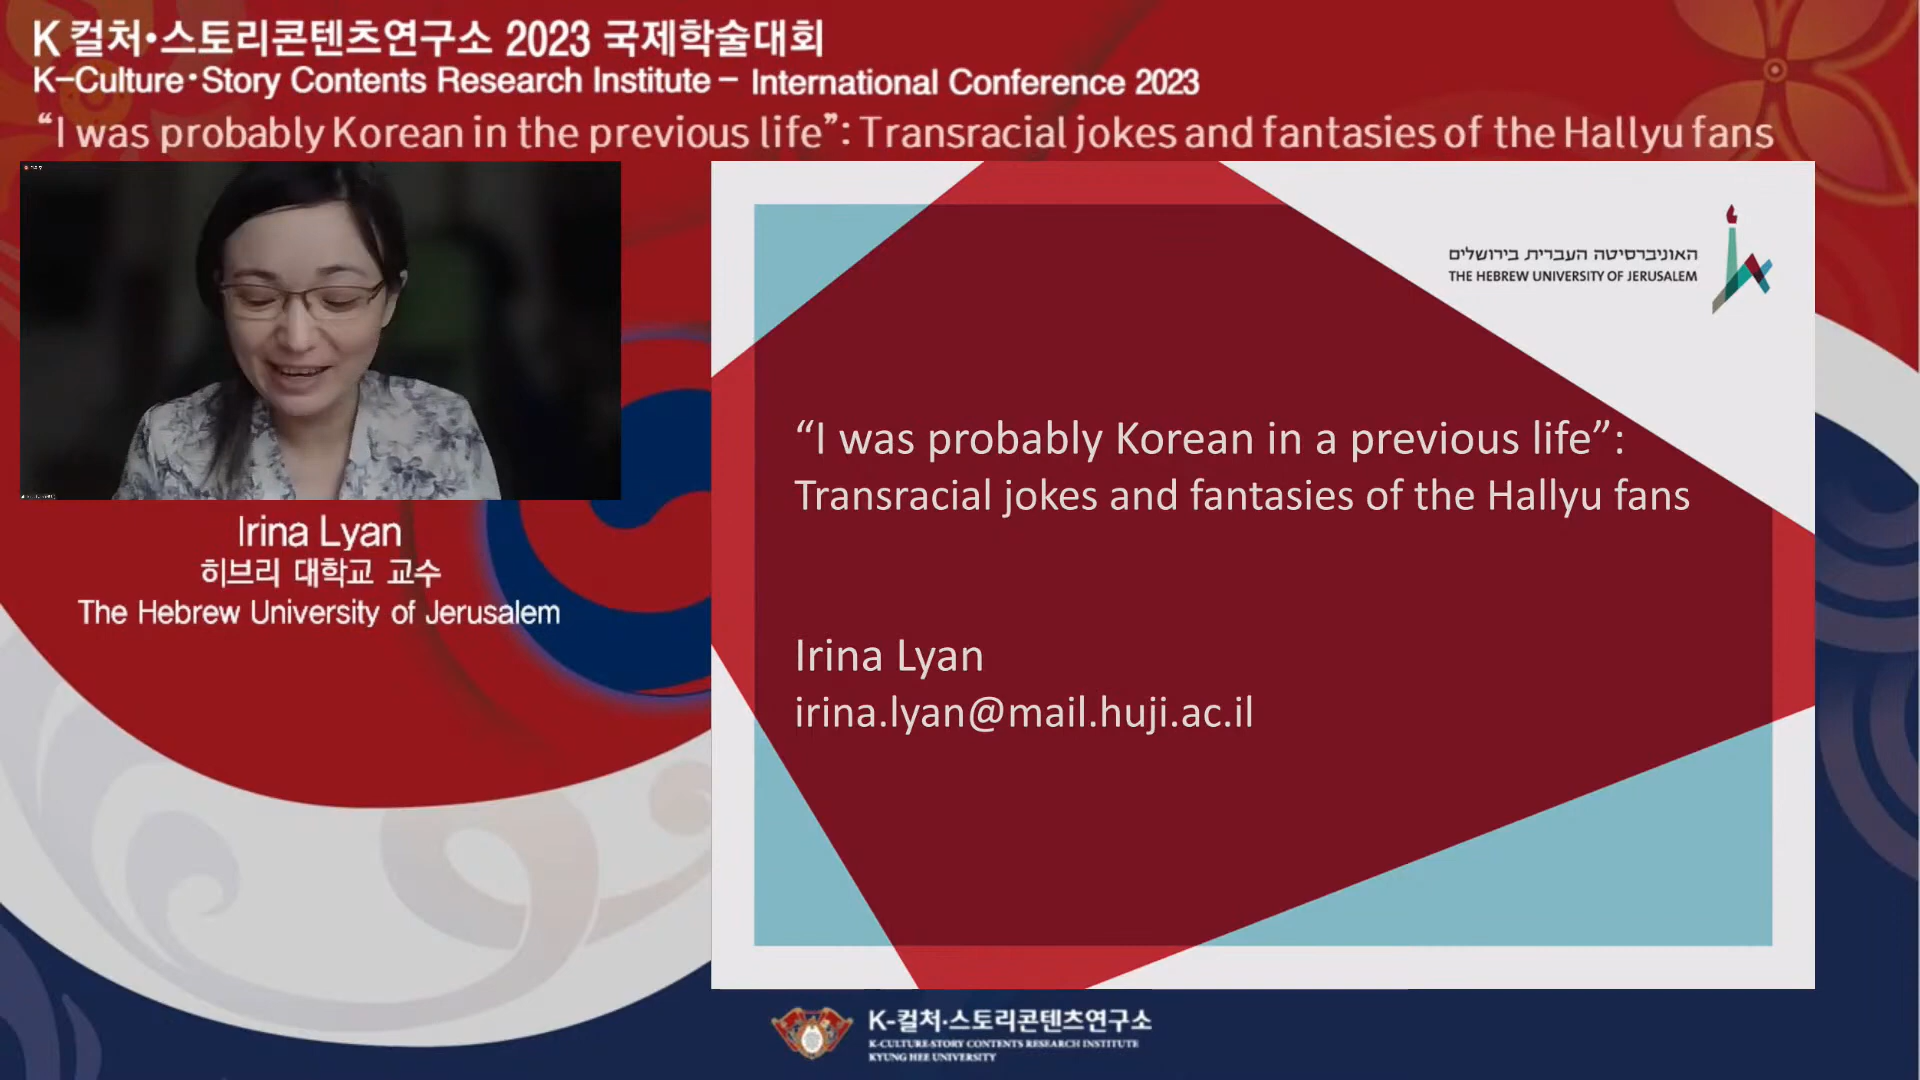 K 컬처·스토리콘텐츠연구소 2023 국제학술대회
K-Culture·Story Contents Research Institute - International Conference 2023
“I was probably Korean in the previous life”: Transracial jokes and fantasies of the Hallyu fans
האוניברסיטה העברית בירושלים
THE HEBREW UNIVERSITY OF JERUSALEM
“I was probably Korean in a previous life”:
Transracial jokes and fantasies of the Hallyu fans
Irina Lyan
irina.lyan@mail.huji.ac.il
Irina Lyan
히브리 대학교 교수
The Hebrew University of Jerusalem
K-컬처·스토리콘텐츠연구소
K-CULTURE·STORY CONTENTS RESEARCH INSTITUTE
KYUNG HEE UNIVERSITY